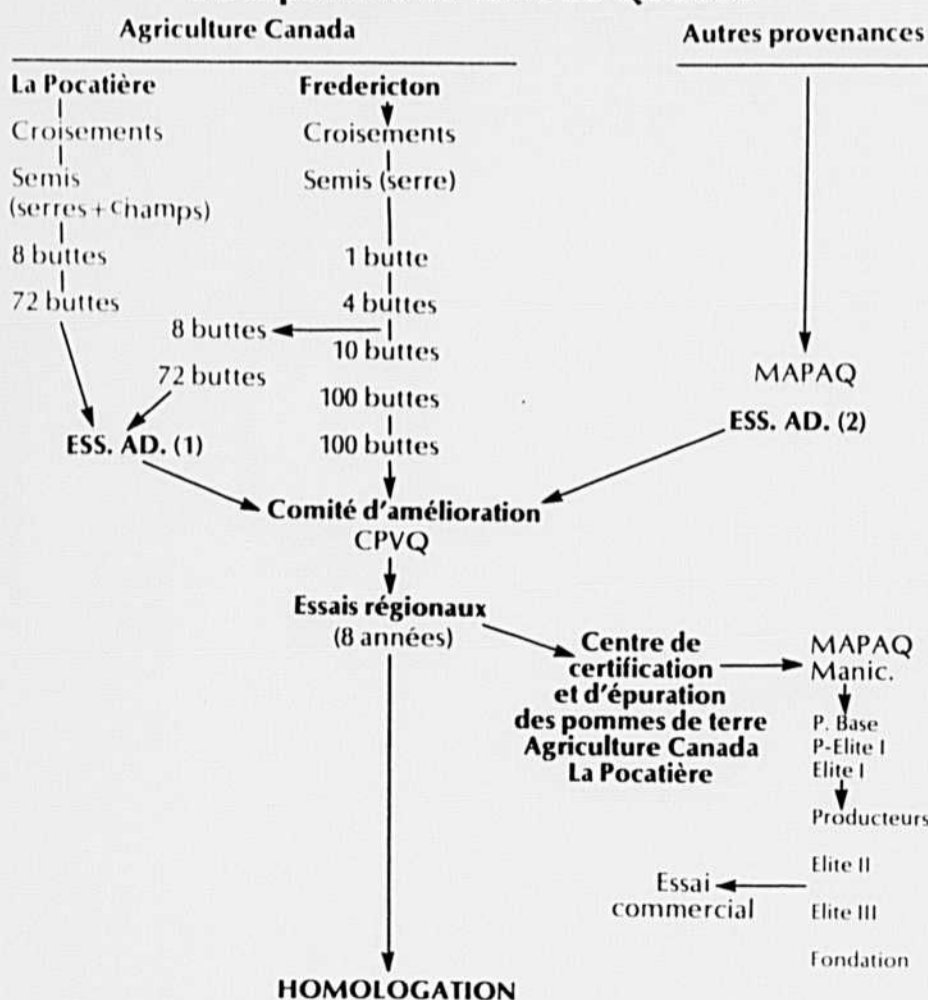 Agriculture Canada
Autres provenances
La Pocatière
Fredericton
Croisements
Croisements
Semis
(serres + champs)
Semis (serre)
8 buttes
1 butte
72 buttes
4 buttes
8 buttes
10 buttes
72 buttes
100 buttes
100 buttes
MAPAQ
ESS. AD. (2)
ESS. AD. (1)
Comité d'amélioration
CPVQ
Essais régionaux
(8 années)
Centre de
certification
et d'épuration
des pommes de terre
Agriculture Canada
La Pocatière
MAPAQ
Manic.
P. Base
P-Elite I
Elite I
Producteurs
Elite II
Essai
commercial
Elite III
Fondation
HOMOLOGATION